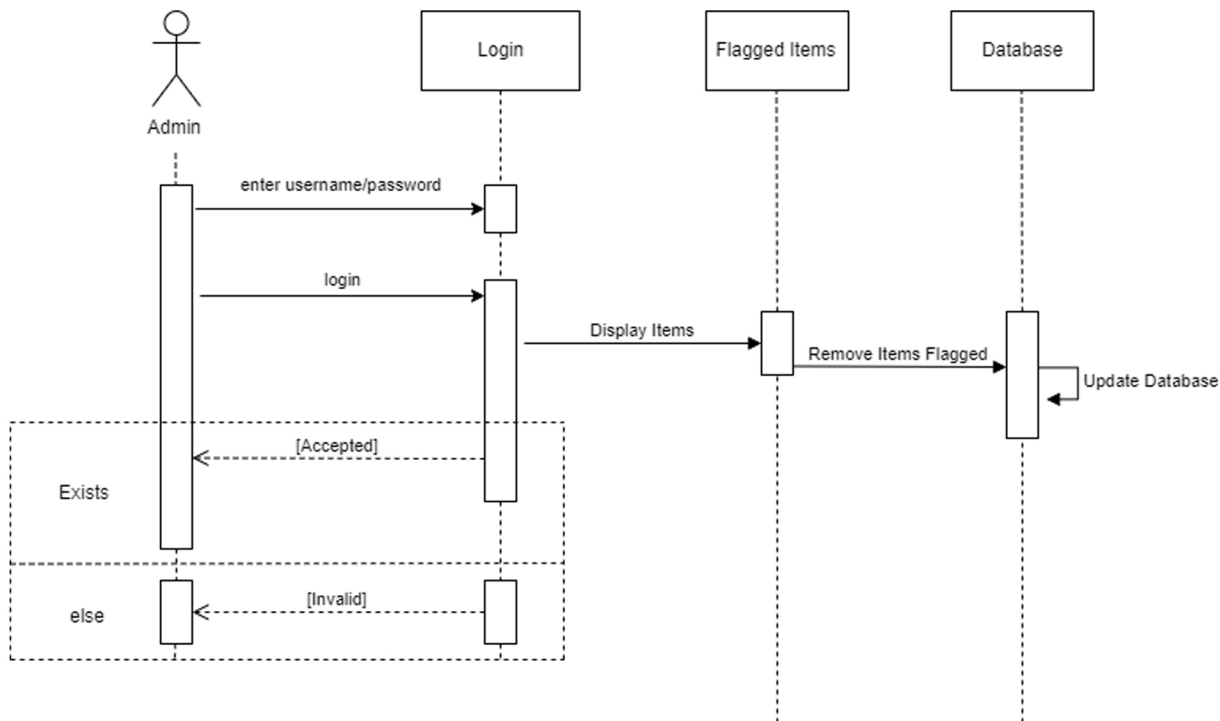 Login
Flagged Items
Database
Admin
enter username/password
login
Display Items
Remove Items Flagged
Update Database
[Accepted]
Exists
[Invalid]
else